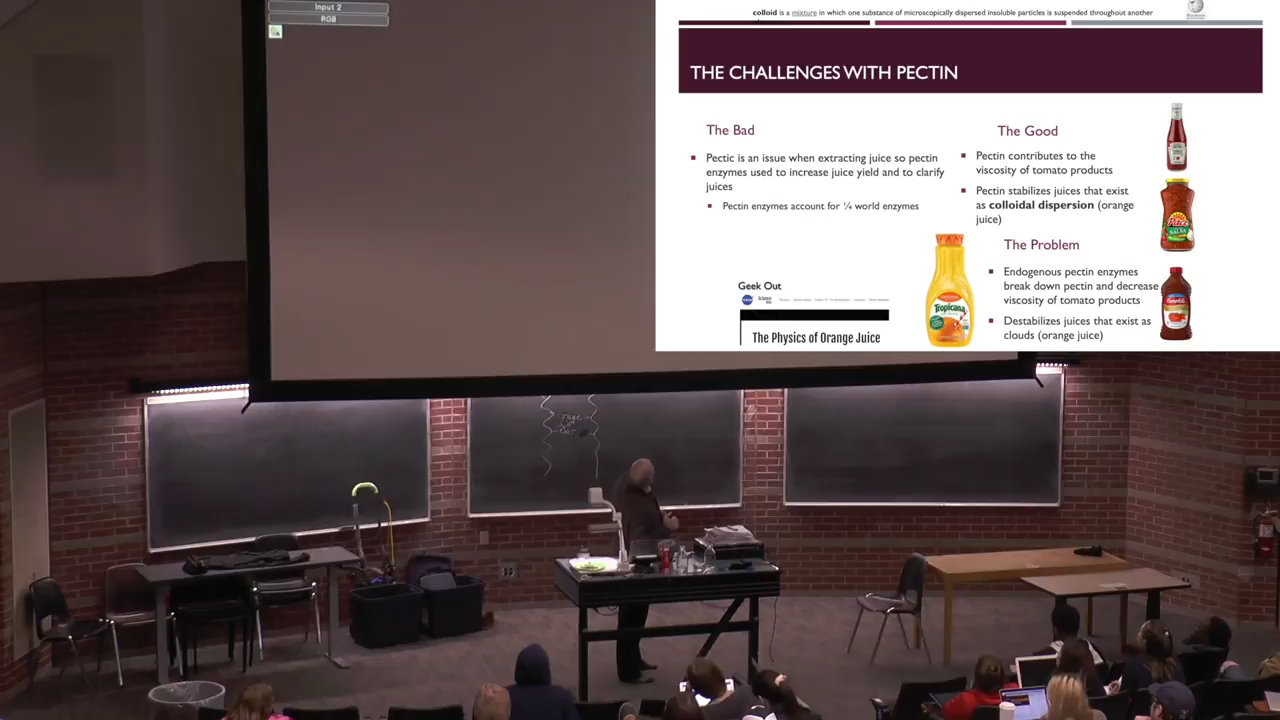 Input 2
RGB
colloid is a mixture in which one substance of microscopically dispersed insoluble particles is suspended throughout another
THE CHALLENGES WITH PECTIN
The Bad
Pectic is an issue when extracting juice so pectin
enzymes used to increase juice yield and to clarify
juices
Pectin enzymes account for ¼ world enzymes
The Good
Pectin contributes to the
viscosity of tomato products
Pectin stabilizes juices that exist
as colloidal dispersion (orange
juice)
The Problem
Endogenous pectin enzymes
break down pectin and decrease
viscosity of tomato products
Destabilizes juices that exist as
clouds (orange juice)
Geek Out
Science
The Physics of Orange Juice
Tropicana
Pace
SALSA
Campbell's